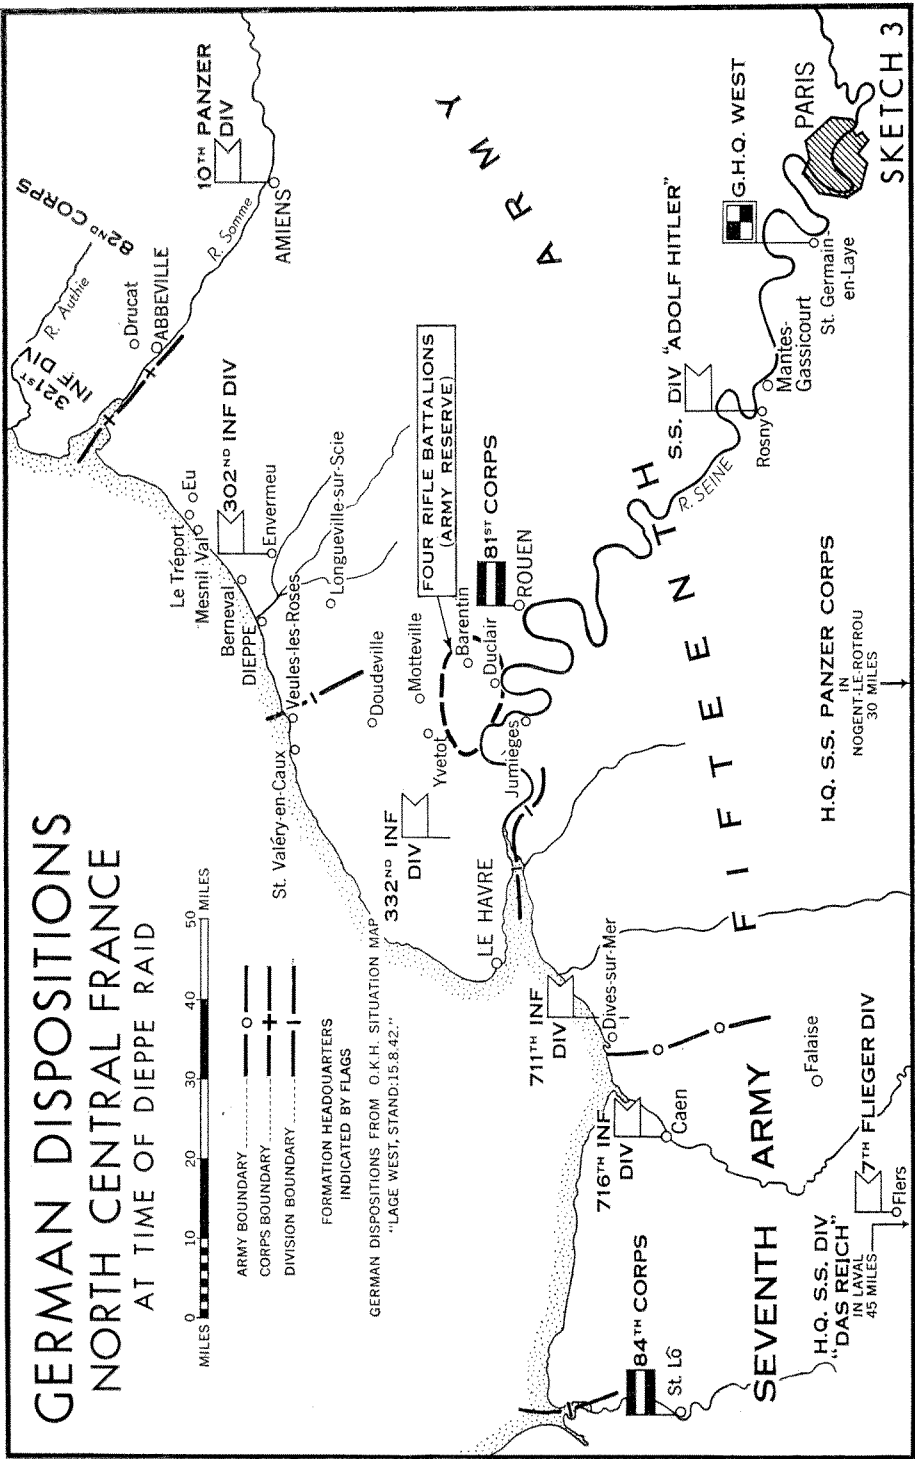 GERMAN DISPOSITIONS
NORTH CENTRAL FRANCE
AT TIME OF DIEPPE RAID
MILES 0 10 20 30 40 50 MILES
ARMY BOUNDARY
CORPS BOUNDARY
DIVISION BOUNDARY
FORMATION HEADQUARTERS
INDICATED BY FLAGS
GERMAN DISPOSITIONS FROM O.K.H. SITUATION MAP
"LAGE WEST, STAND:15.8.42."
82ND CORPS
321ST
INF DIV
R. Authie
Drucat
ABBEVILLE
R. Somme
10TH PANZER
DIV
AMIENS
Le Tréport
Eu
Mesnil Val
302ND INF DIV
Berneval
Envermeu
DIEPPE
Longueville-sur-Scie
Veules-les-Roses
St. Valéry-en-Caux
Doudeville
Motteville
Yvetot
332ND INF
DIV
FOUR RIFLE BATTALIONS
(ARMY RESERVE)
Barentin
Duclair
81ST CORPS
ROUEN
Jumièges
LE HAVRE
FIFTEENTH ARMY
R. SEINE
S.S. DIV "ADOLF HITLER"
Rosny
Mantes-
Gassicourt
G.H.Q. WEST
St. Germain-
en-Laye
PARIS
711TH INF
DIV
Dives-sur-Mer
716TH INF
DIV
Caen
Falaise
SEVENTH ARMY
84TH CORPS
St. Lô
7TH FLIEGER DIV
Flers
H.Q. S.S. DIV
"DAS REICH"
IN LAVAL
45 MILES
H.Q. S.S. PANZER CORPS
IN
NOGENT-LE-ROTROU
30 MILES
SKETCH 3